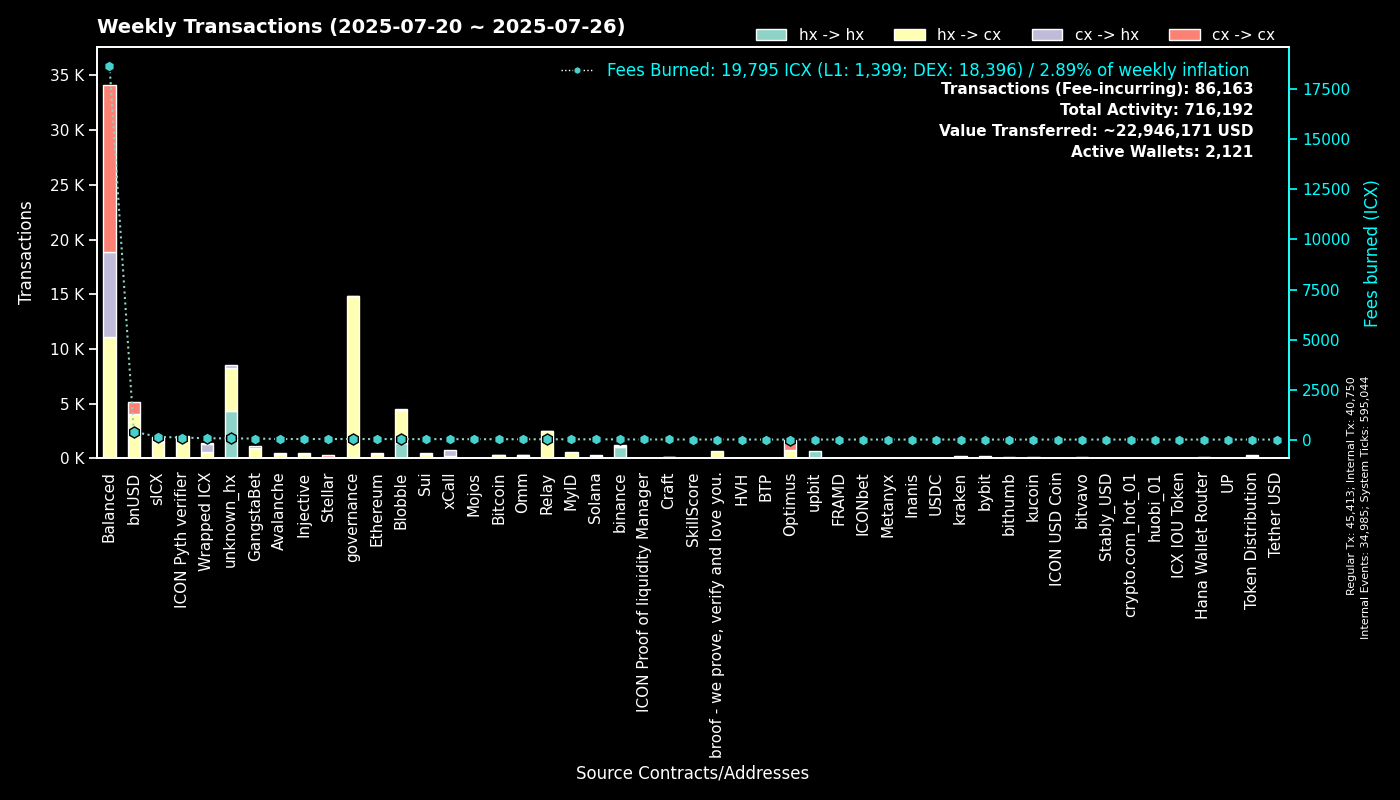 Weekly Transactions (2025-07-20 ~ 2025-07-26)
hx -> hx
hx -> cx
cx -> hx
cx -> cx
Fees Burned: 19,795 ICX (L1: 1,399; DEX: 18,396) / 2.89% of weekly inflation
Transactions (Fee-incurring): 86,163
Total Activity: 716,192
Value Transferred: ~22,946,171 USD
Active Wallets: 2,121
Transactions
35 K
30 K
25 K
20 K
15 K
10 K
5 K
0 K
17500
15000
12500
10000
7500
5000
2500
0
Fees burned (ICX)
Regular Tx: 45,413; Internal Tx: 40,750
Internal Events: 34,985; System Ticks: 595,044
Balanced
bnUSD
sICX
ICON Pyth verifier
Wrapped ICX
unknown_hx
GangstaBet
Avalanche
Injective
Stellar
governance
Ethereum
Blobble
Sui
xCall
Mojos
Bitcoin
Omm
Relay
MyID
Solana
binance
ICON Proof of liquidity Manager
Craft
SkillScore
broof - we prove, verify and love you.
HVH
BTP
Optimus
upbit
FRAMD
ICONbet
Metanyx
Inanis
USDC
kraken
bybit
bithumb
kucoin
ICON USD Coin
bitvavo
Stably_USD
crypto.com_hot_01
huobi_01
ICX IOU Token
Hana Wallet Router
UP
Token Distribution
Tether USD
Source Contracts/Addresses